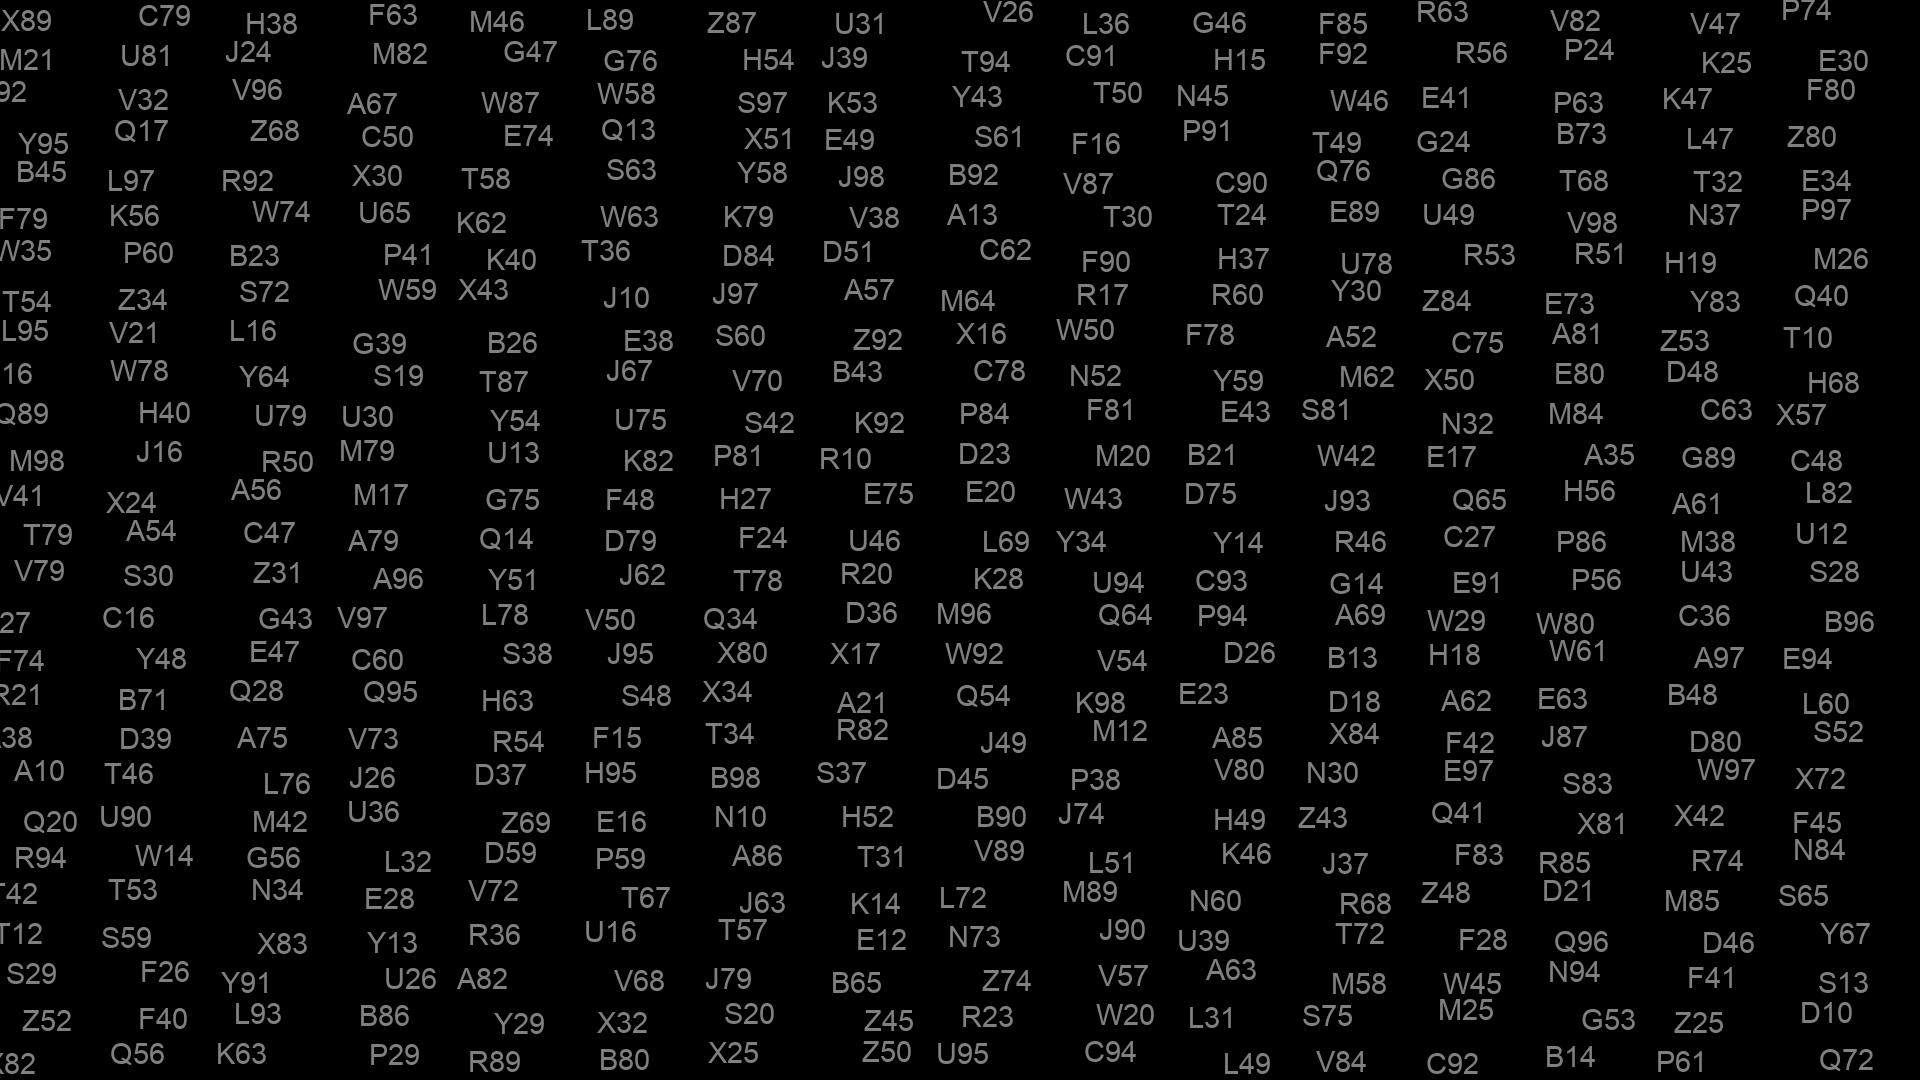 X89 C79 H38 F63 M46 L89 Z87 U31 V26 L36 G46 F85 R63 V82 V47 P74
M21 U81 J24 M82 G47 G76 H54 J39 T94 C91 H15 F92 R56 P24 K25 E30
92 V32 V96 A67 W87 W58 S97 K53 Y43 T50 N45 W46 E41 P63 K47 F80
Y95 Q17 Z68 C50 E74 Q13 X51 E49 S61 F16 P91 T49 G24 B73 L47 Z80
B45 L97 R92 X30 T58 S63 Y58 J98 B92 V87 C90 Q76 G86 T68 T32 E34
F79 K56 W74 U65 K62 W63 K79 V38 A13 T30 T24 E89 U49 V98 N37 P97
W35 P60 B23 P41 K40 T36 D84 D51 C62 F90 H37 U78 R53 R51 H19 M26
T54 Z34 S72 W59 X43 J10 J97 A57 M64 R17 R60 Y30 Z84 E73 Y83 Q40
L95 V21 L16 G39 B26 E38 S60 Z92 X16 W50 F78 A52 C75 A81 Z53 T10
16 W78 Y64 S19 T87 J67 V70 B43 C78 N52 Y59 M62 X50 E80 D48 H68
Q89 H40 U79 U30 Y54 U75 S42 K92 P84 F81 E43 S81 N32 M84 C63 X57
M98 J16 R50 M79 U13 K82 P81 R10 D23 M20 B21 W42 E17 A35 G89 C48
V41 X24 A56 M17 G75 F48 H27 E75 E20 W43 D75 J93 Q65 H56 A61 L82
T79 A54 C47 A79 Q14 D79 F24 U46 L69 Y34 Y14 R46 C27 P86 M38 U12
V79 S30 Z31 A96 Y51 J62 T78 R20 K28 U94 C93 G14 E91 P56 U43 S28
27 C16 G43 V97 L78 V50 Q34 D36 M96 Q64 P94 A69 W29 W80 C36 B96
F74 Y48 E47 C60 S38 J95 X80 X17 W92 V54 D26 B13 H18 W61 A97 E94
R21 B71 Q28 Q95 H63 S48 X34 A21 Q54 K98 E23 D18 A62 E63 B48 L60
38 D39 A75 V73 R54 F15 T34 R82 J49 M12 A85 X84 F42 J87 D80 S52
A10 T46 L76 J26 D37 H95 B98 S37 D45 P38 V80 N30 E97 S83 W97 X72
Q20 U90 M42 U36 Z69 E16 N10 H52 B90 J74 H49 Z43 Q41 X81 X42 F45
R94 W14 G56 L32 D59 P59 A86 T31 V89 L51 K46 J37 F83 R85 R74 N84
T42 T53 N34 E28 V72 T67 J63 K14 L72 M89 N60 R68 Z48 D21 M85 S65
T12 S59 X83 Y13 R36 U16 T57 E12 N73 J90 U39 T72 F28 Q96 D46 Y67
S29 F26 Y91 U26 A82 V68 J79 B65 Z74 V57 A63 M58 W45 N94 F41 S13
Z52 F40 L93 B86 Y29 X32 S20 Z45 R23 W20 L31 S75 M25 G53 Z25 D10
82 Q56 K63 P29 R89 B80 X25 Z50 U95 C94 L49 V84 C92 B14 P61 Q72